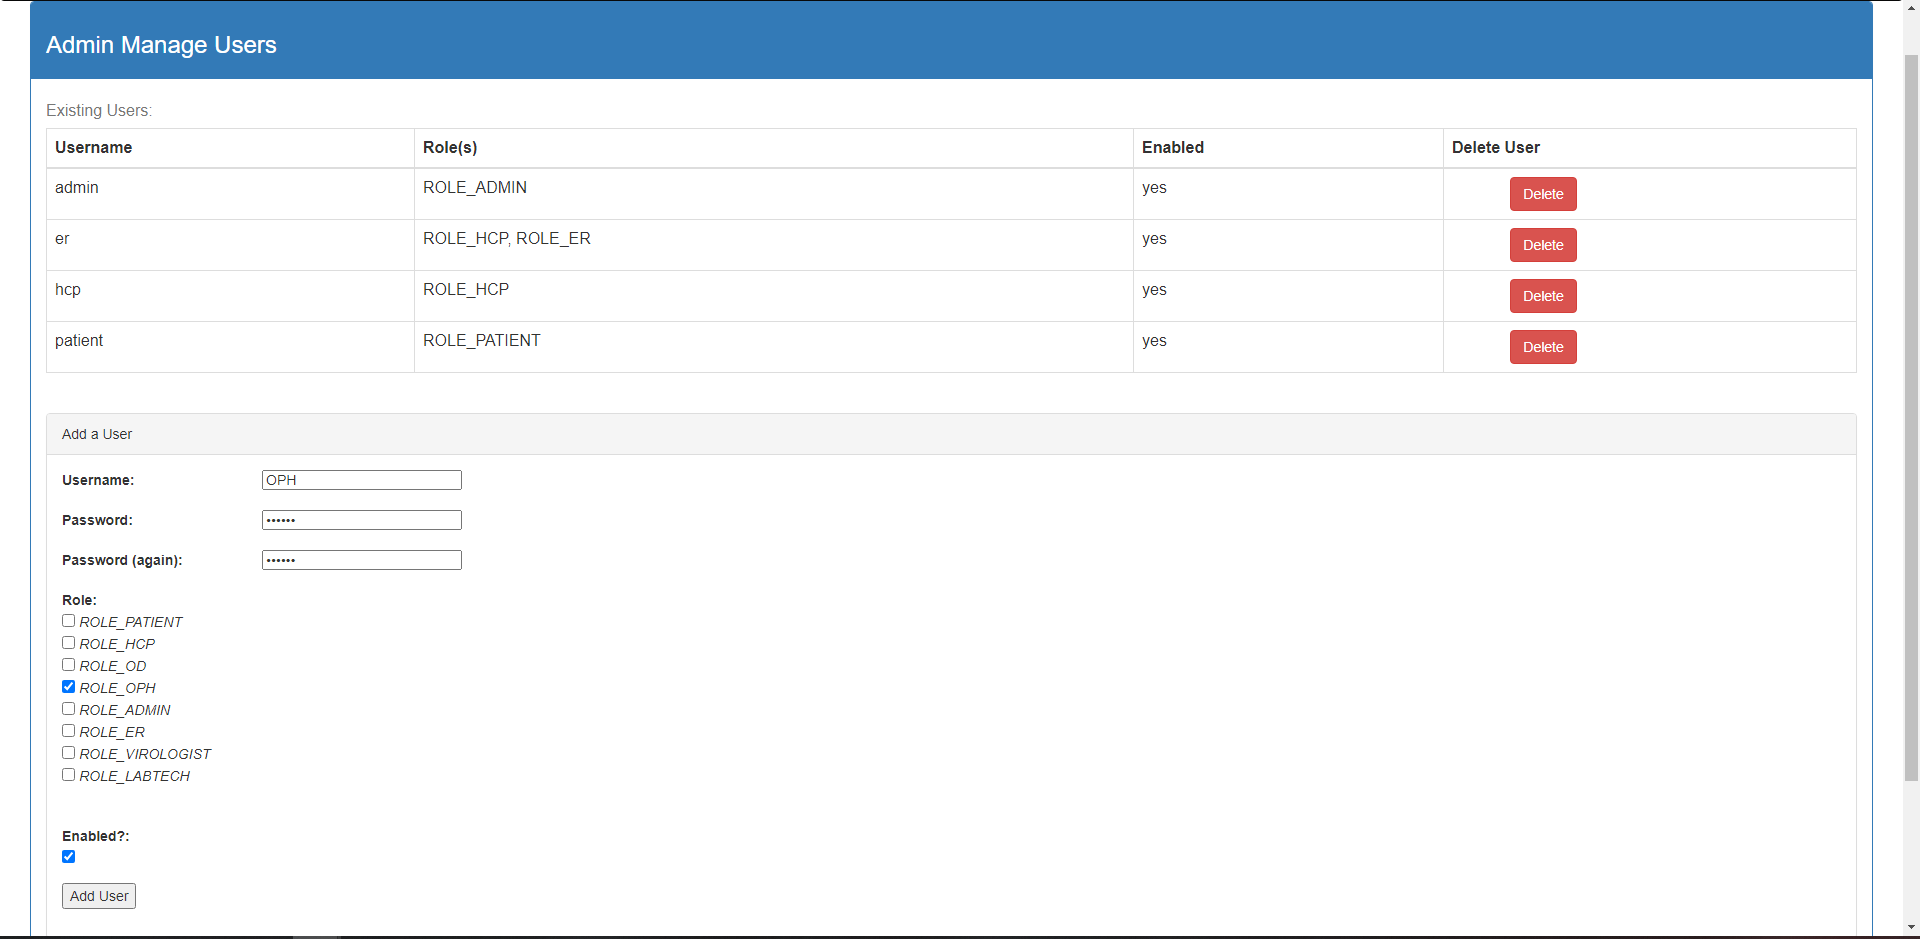 Admin Manage Users
Existing Users:
Username Role(s) Enabled Delete User
admin ROLE_ADMIN yes Delete
er ROLE_HCP, ROLE_ER yes Delete
hcp ROLE_HCP yes Delete
patient ROLE_PATIENT yes Delete
Add a User
Username: OPH
Password: ••••••
Password (again): ••••••
Role:
ROLE_PATIENT
ROLE_HCP
ROLE_OD
ROLE_OPH
ROLE_ADMIN
ROLE_ER
ROLE_VIROLOGIST
ROLE_LABTECH
Enabled?:
Add User